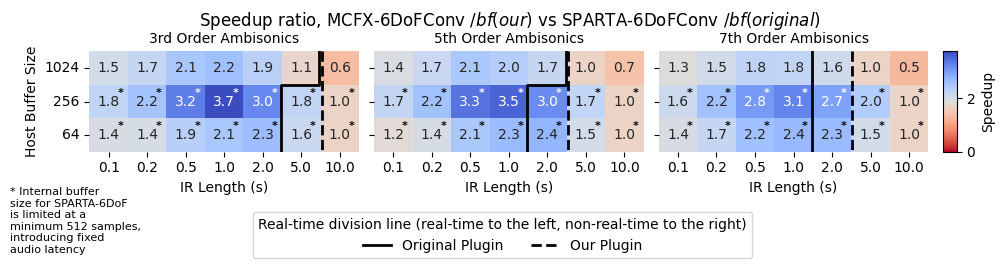 Speedup ratio, MCFX-6DoFConv /bf(our) vs SPARTA-6DoFConv /bf(original)
3rd Order Ambisonics 5th Order Ambisonics 7th Order Ambisonics
Host Buffer Size
1024 1.5 1.7 2.1 2.2 1.9 1.1 0.6 1.4 1.7 2.1 2.0 1.7 1.0 0.7 1.3 1.5 1.8 1.8 1.6 1.0 0.5
256 1.8* 2.2* 3.2* 3.7* 3.0* 1.8* 1.0* 1.7* 2.2* 3.3* 3.5* 3.0* 1.7* 1.0* 1.6* 2.2* 2.8* 3.1* 2.7* 2.0* 1.0*
64 1.4* 1.4* 1.9* 2.1* 2.3* 1.6* 1.0* 1.2* 1.4* 2.1* 2.3* 2.4* 1.5* 1.0* 1.4* 1.7* 2.2* 2.4* 2.3* 1.5* 1.0*
0.1 0.2 0.5 1.0 2.0 5.0 10.0 0.1 0.2 0.5 1.0 2.0 5.0 10.0 0.1 0.2 0.5 1.0 2.0 5.0 10.0
IR Length (s) IR Length (s) IR Length (s)
2
0
Speedup
* Internal buffer
size for SPARTA-6DoF
is limited at a
minimum 512 samples,
introducing fixed
audio latency
Real-time division line (real-time to the left, non-real-time to the right)
Original Plugin Our Plugin